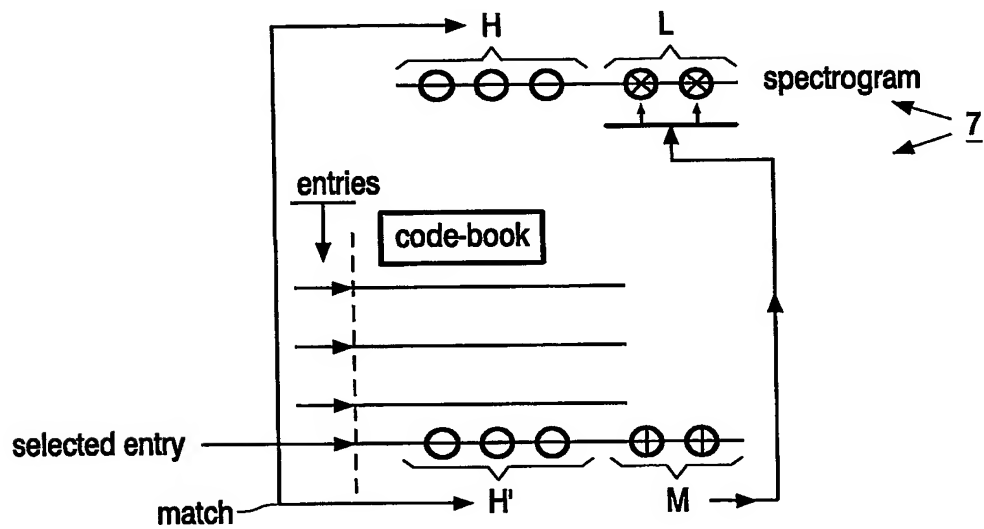 H L
spectrogram
7
entries
code-book
selected entry
H' M
match